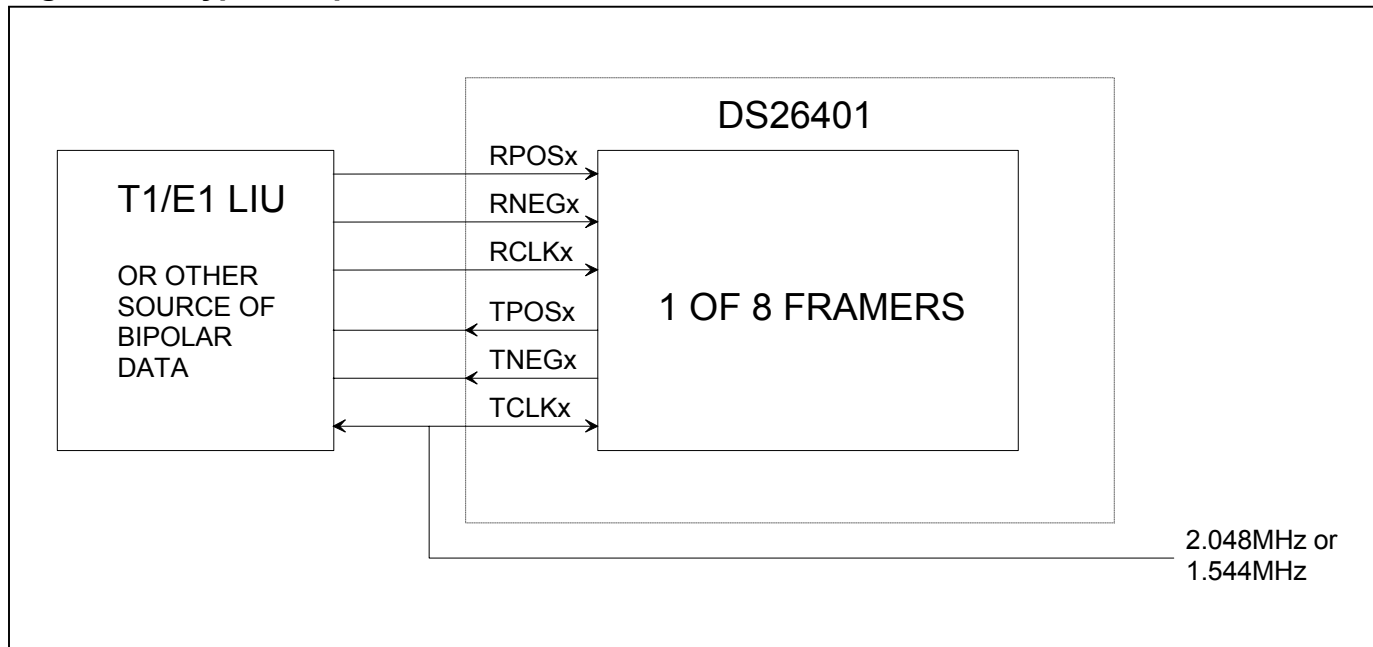 DS26401
T1/E1 LIU
OR OTHER
SOURCE OF
BIPOLAR
DATA
RPOSx
RNEGx
RCLKx
TPOSx
TNEGx
TCLKx
1 OF 8 FRAMERS
2.048MHz or
1.544MHz